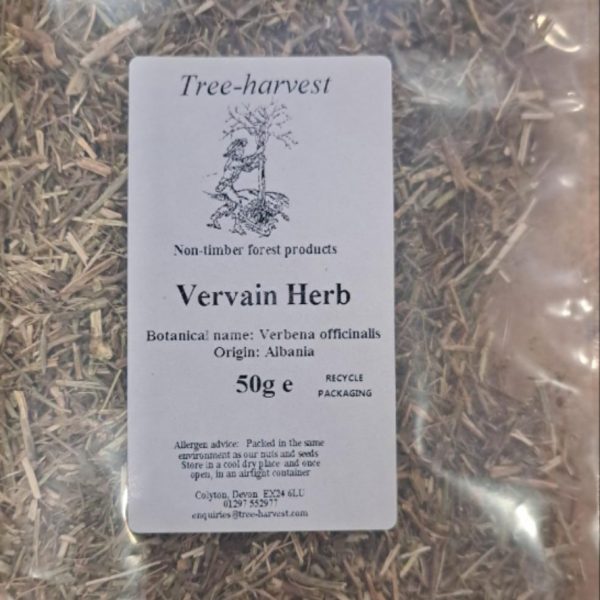 Tree-harvest
Non-timber forest products
Vervain Herb
Botanical name: Verbena officinalis
Origin: Albania
50g e
RECYCLE
PACKAGING
Allergen advice: Packed in the same
environment as our nuts and seeds
Store in a cool dry place and once
open, in an airtight container
Colyton, Devon EX24 6LU
01297 552977
enquiries@tree-harvest.com